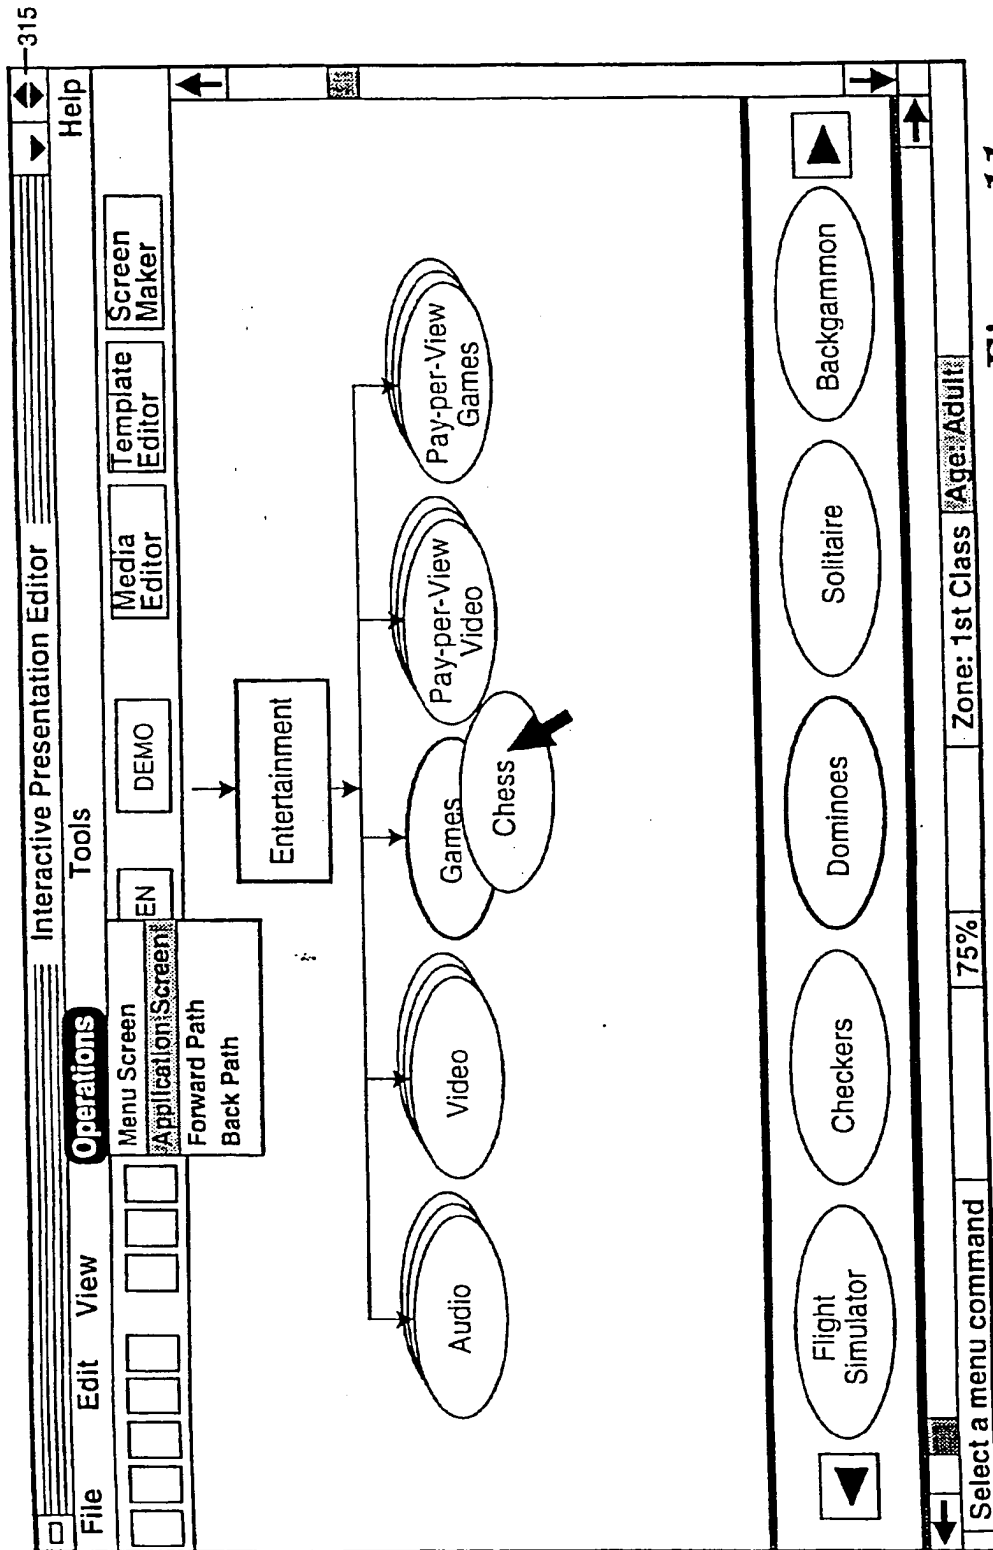 315
Interactive Presentation Editor
File Edit View Operations Tools Help
Menu Screen
Application Screen
Forward Path
Back Path
EN
DEMO
Media
Editor
Template
Editor
Screen
Maker
Entertainment
Audio
Video
Games
Chess
Pay-per-View
Video
Pay-per-View
Games
Flight
Simulator
Checkers
Dominoes
Solitaire
Backgammon
Select a menu command 75% Zone: 1st Class Age: Adult